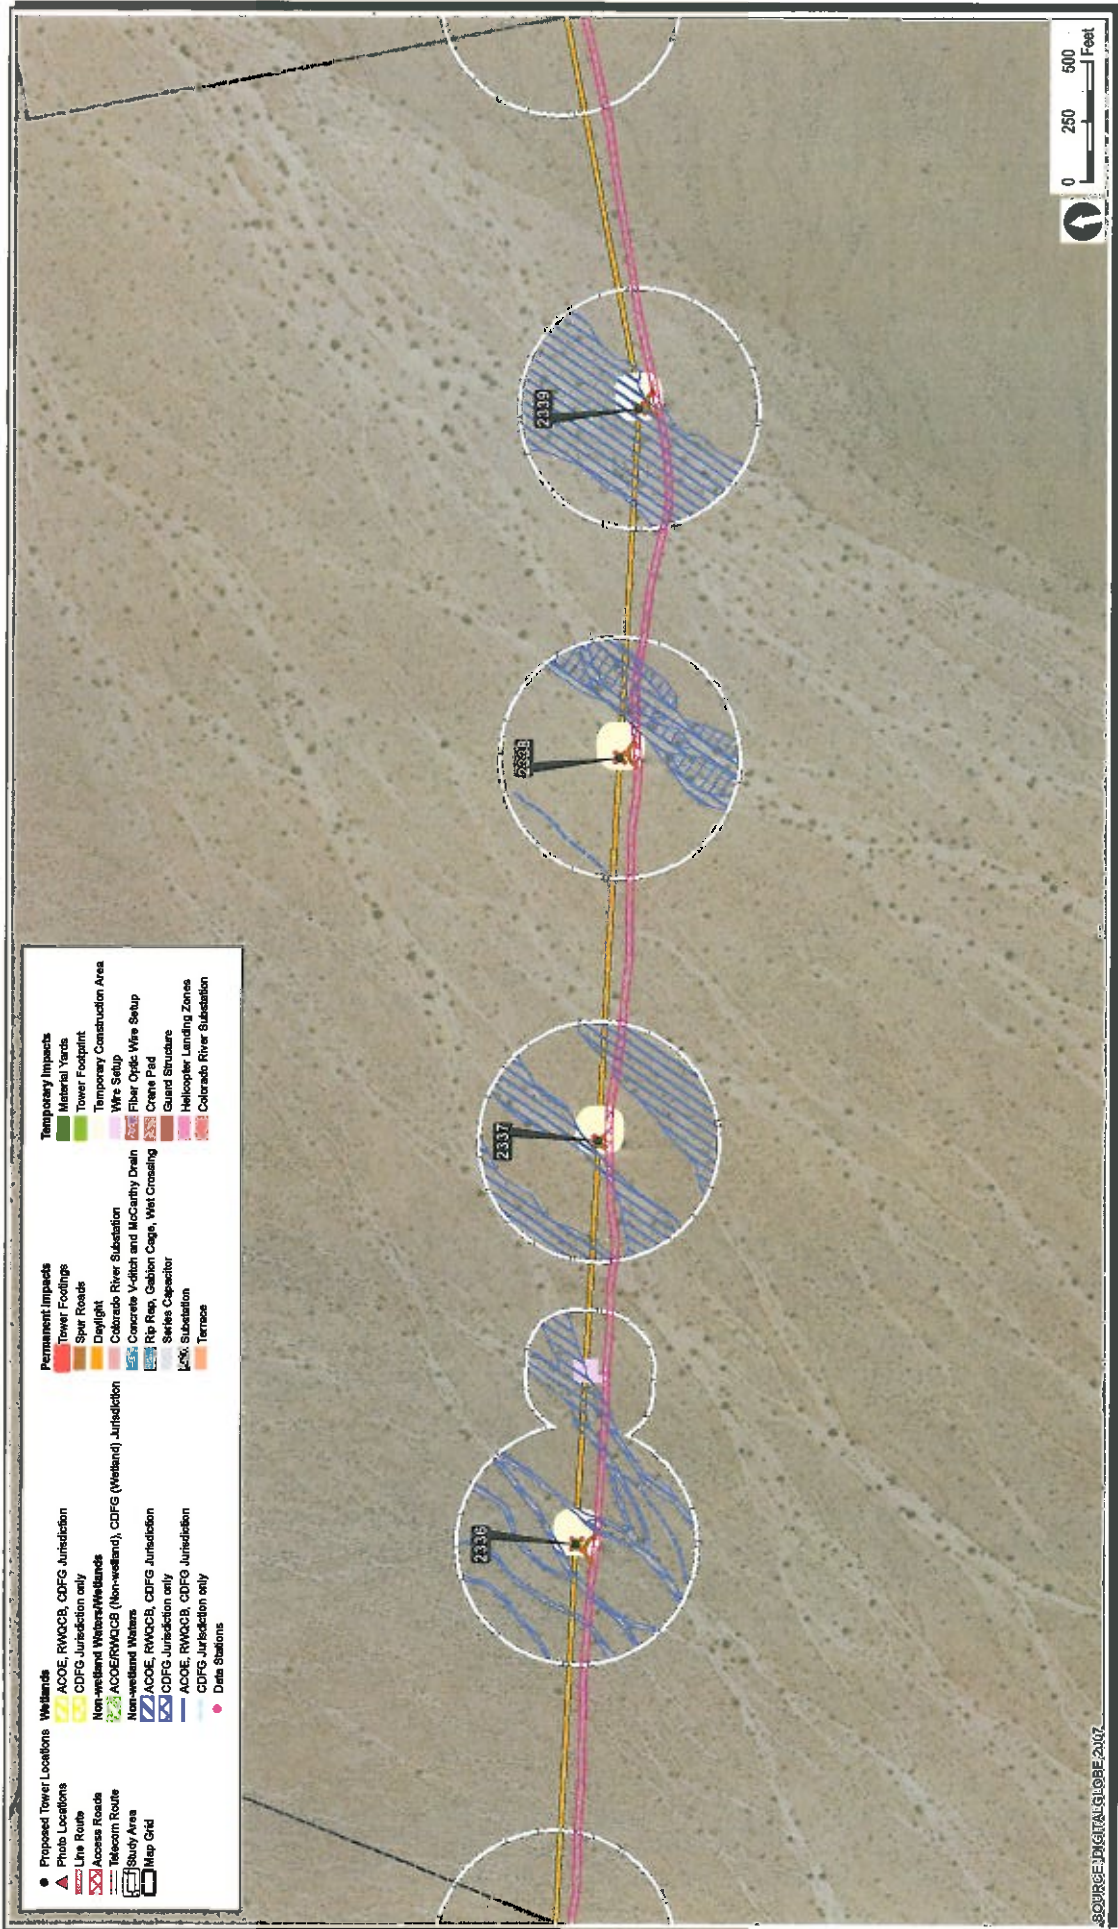 Proposed Tower Locations
Photo Locations
Line Route
Access Roads
Telecom Route
Study Area
Map Grid
Wetlands
ACOE, RWQCB, CDFG Jurisdiction
CDFG Jurisdiction only
Non-wetland Waters/Wetlands
ACOE/RWQCB (Non-wetland), CDFG (Wetland) Jurisdiction
Non-wetland Waters
ACOE, RWQCB, CDFG Jurisdiction
CDFG Jurisdiction only
ACOE, RWQCB, CDFG Jurisdiction
CDFG Jurisdiction only
Data Stations
Permanent Impacts
Tower Footings
Spur Roads
Daylight
Colorado River Substation
Concrete V-ditch and McCarthy Drain
Rip Rap, Gabion Cage, Wet Crossing
Series Capacitor
Substation
Terrace
Temporary Impacts
Material Yards
Tower Footprint
Temporary Construction Area
Wire Setup
Fiber Optic Wire Setup
Crane Pad
Guard Structure
Helicopter Landing Zones
Colorado River Substation
2336
2337
2339
0 250 500
Feet
SOURCE: DIGITALGLOBE 2007